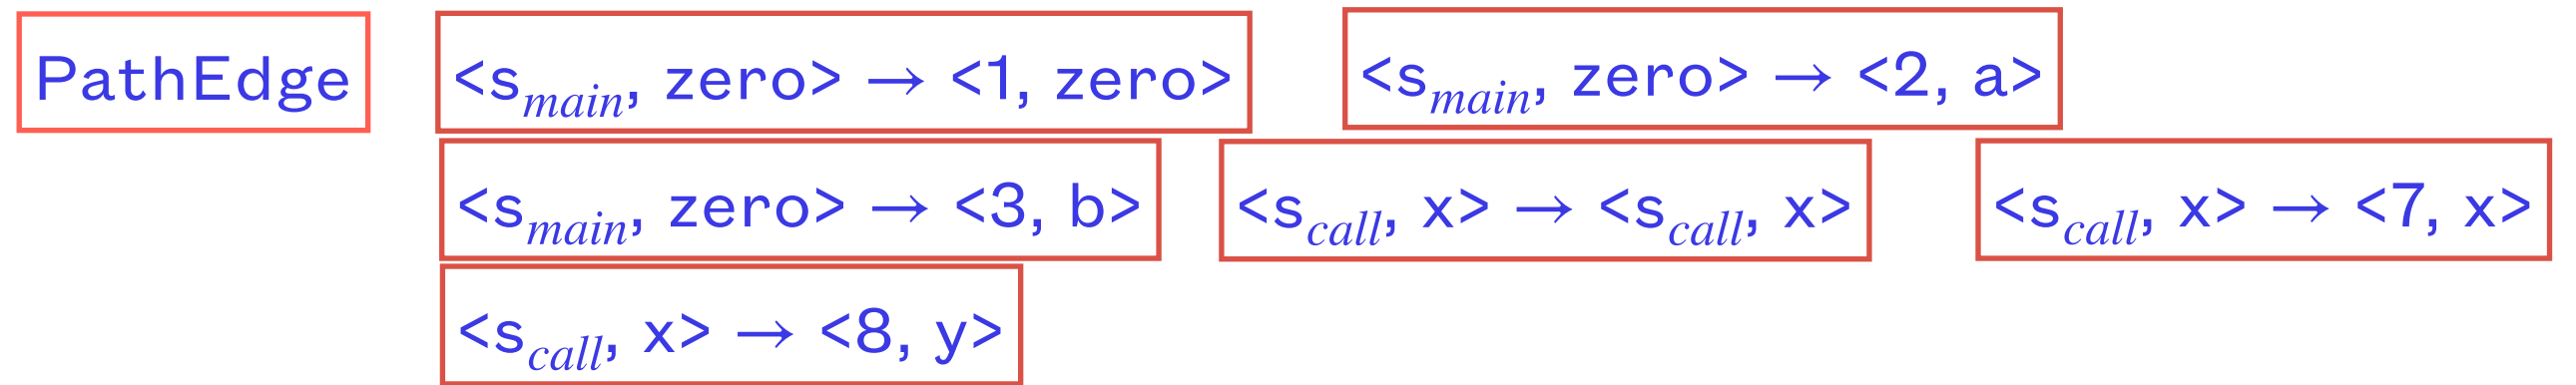 PathEdge <s_main, zero> → <1, zero> <s_main, zero> → <2, a>
<s_main, zero> → <3, b> <s_call, x> → <s_call, x> <s_call, x> → <7, x>
<s_call, x> → <8, y>